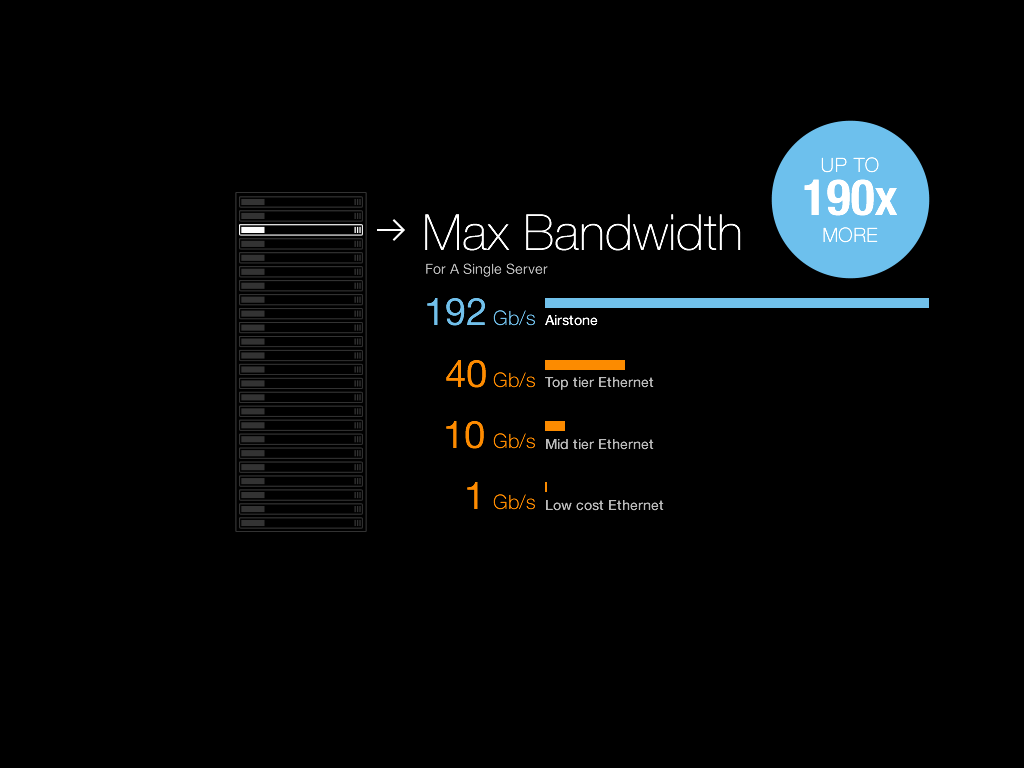 UP TO
190x
MORE
Max Bandwidth
For A Single Server
192 Gb/s
Airstone
40 Gb/s
Top tier Ethernet
10 Gb/s
Mid tier Ethernet
1 Gb/s
Low cost Ethernet